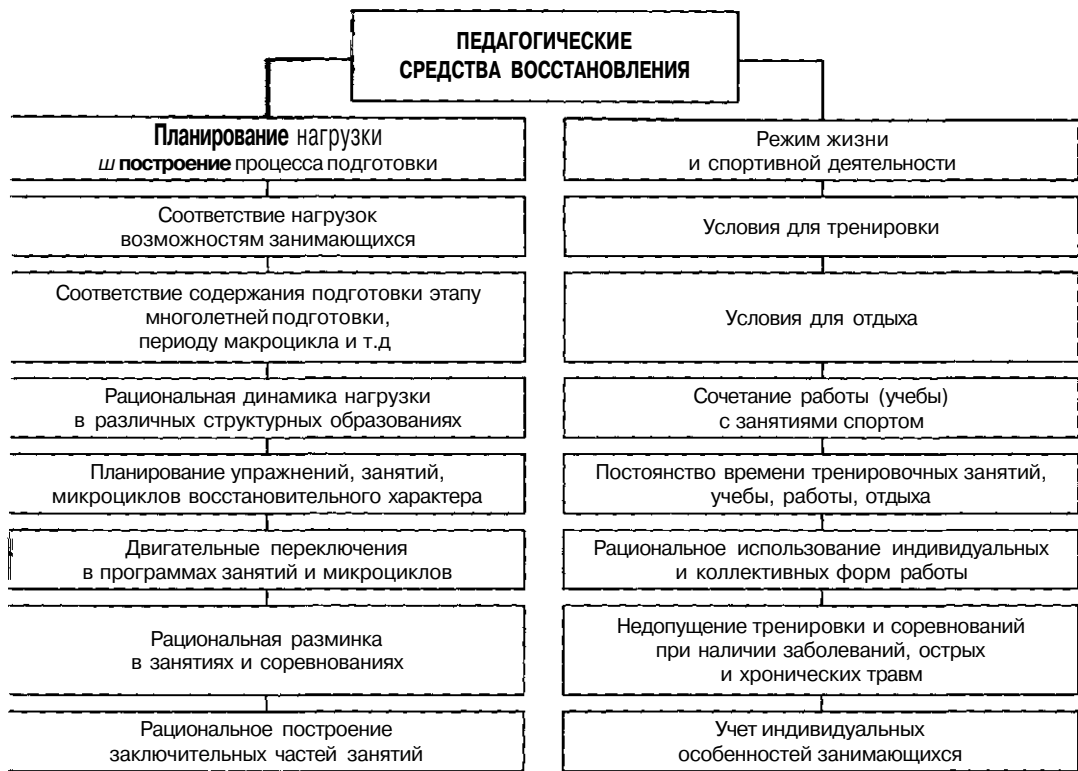 ПЕДАГОГИЧЕСКИЕ
СРЕДСТВА ВОССТАНОВЛЕНИЯ
Планирование нагрузки
ш построение процесса подготовки
Соответствие нагрузок
возможностям занимающихся
Соответствие содержания подготовки этапу
многолетней подготовки,
периоду макроцикла и т.д
Рациональная динамика нагрузки
в различных структурных образованиях
Планирование упражнений, занятий,
микроциклов восстановительного характера
Двигательные переключения
в программах занятий и микроциклов
Рациональная разминка
в занятиях и соревнованиях
Рациональное построение
заключительных частей занятий
Режим жизни
и спортивной деятельности
Условия для тренировки
Условия для отдыха
Сочетание работы (учебы)
с занятиями спортом
Постоянство времени тренировочных занятий,
учебы, работы, отдыха
Рациональное использование индивидуальных
и коллективных форм работы
Недопущение тренировки и соревнований
при наличии заболеваний, острых
и хронических травм
Учет индивидуальных
особенностей занимающихся